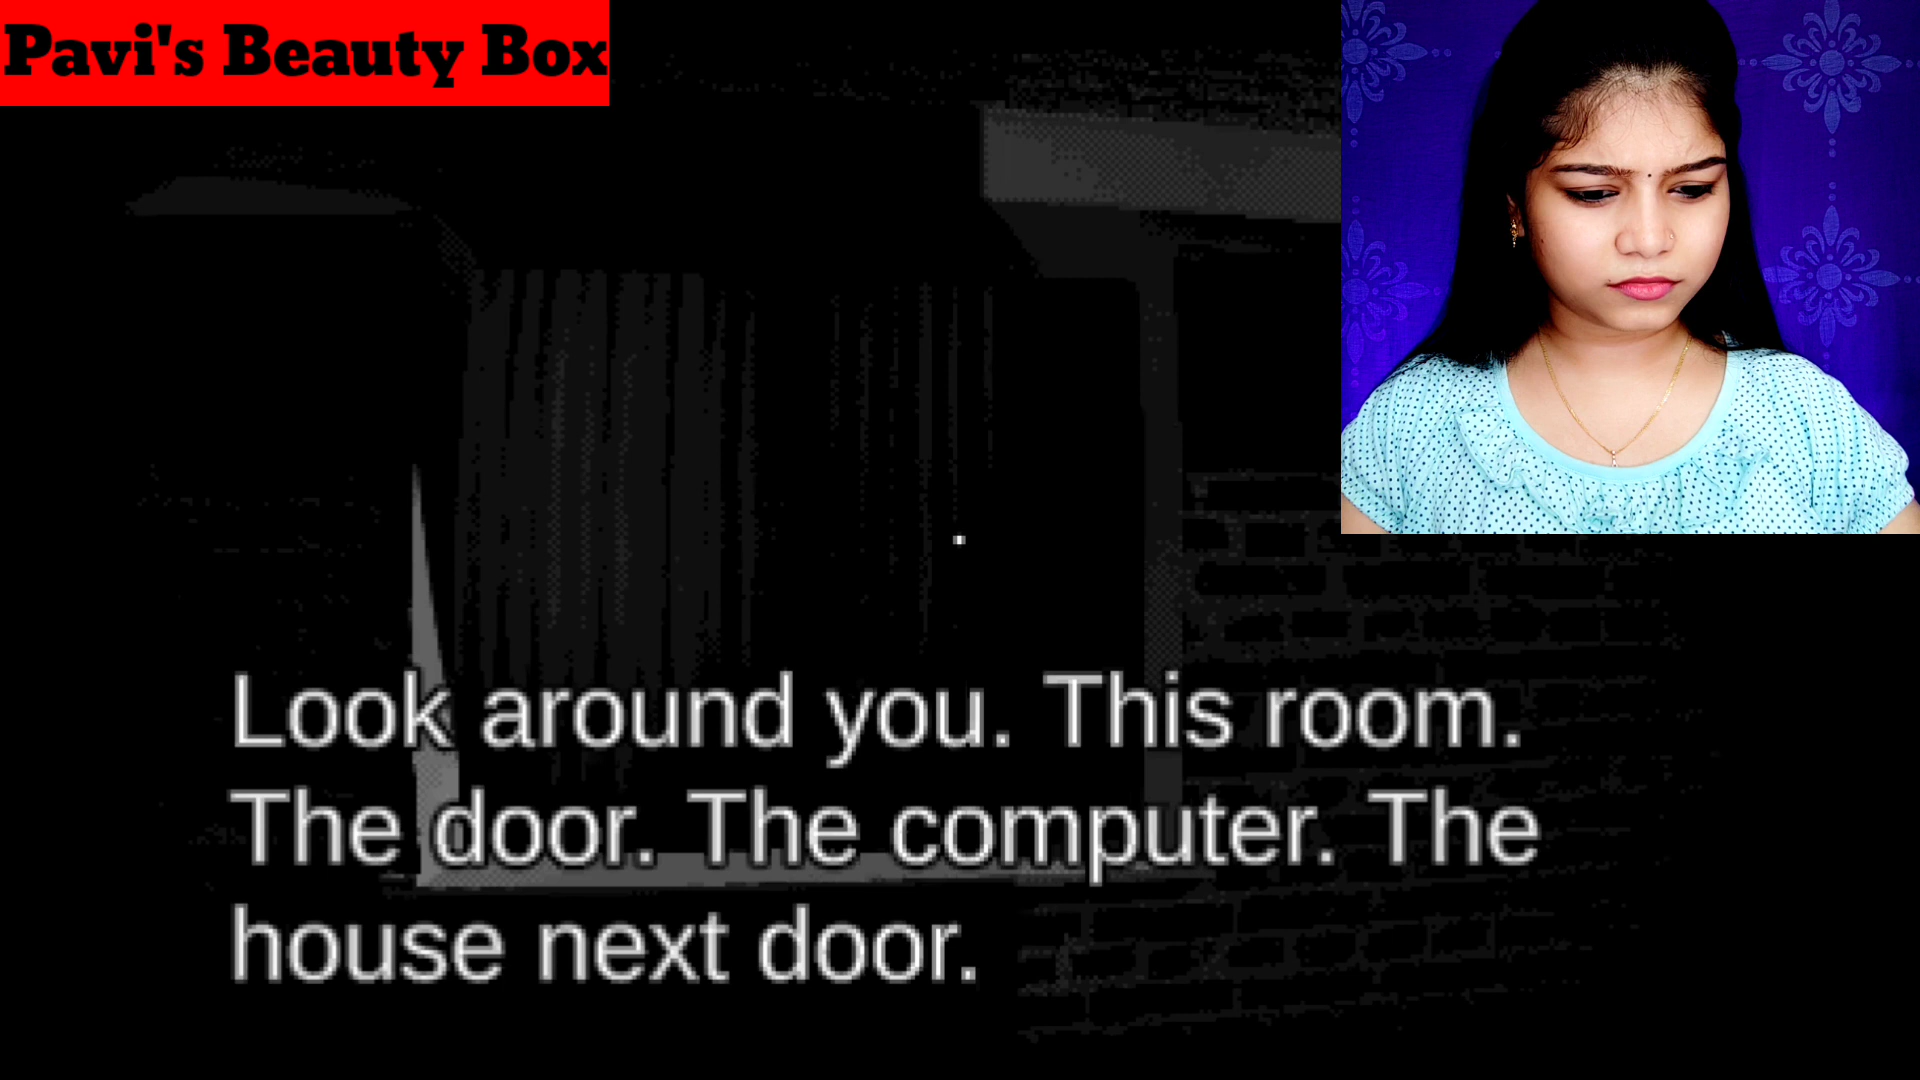 Pavi's Beauty Box
Look around you. This room.
The door. The computer. The
house next door.